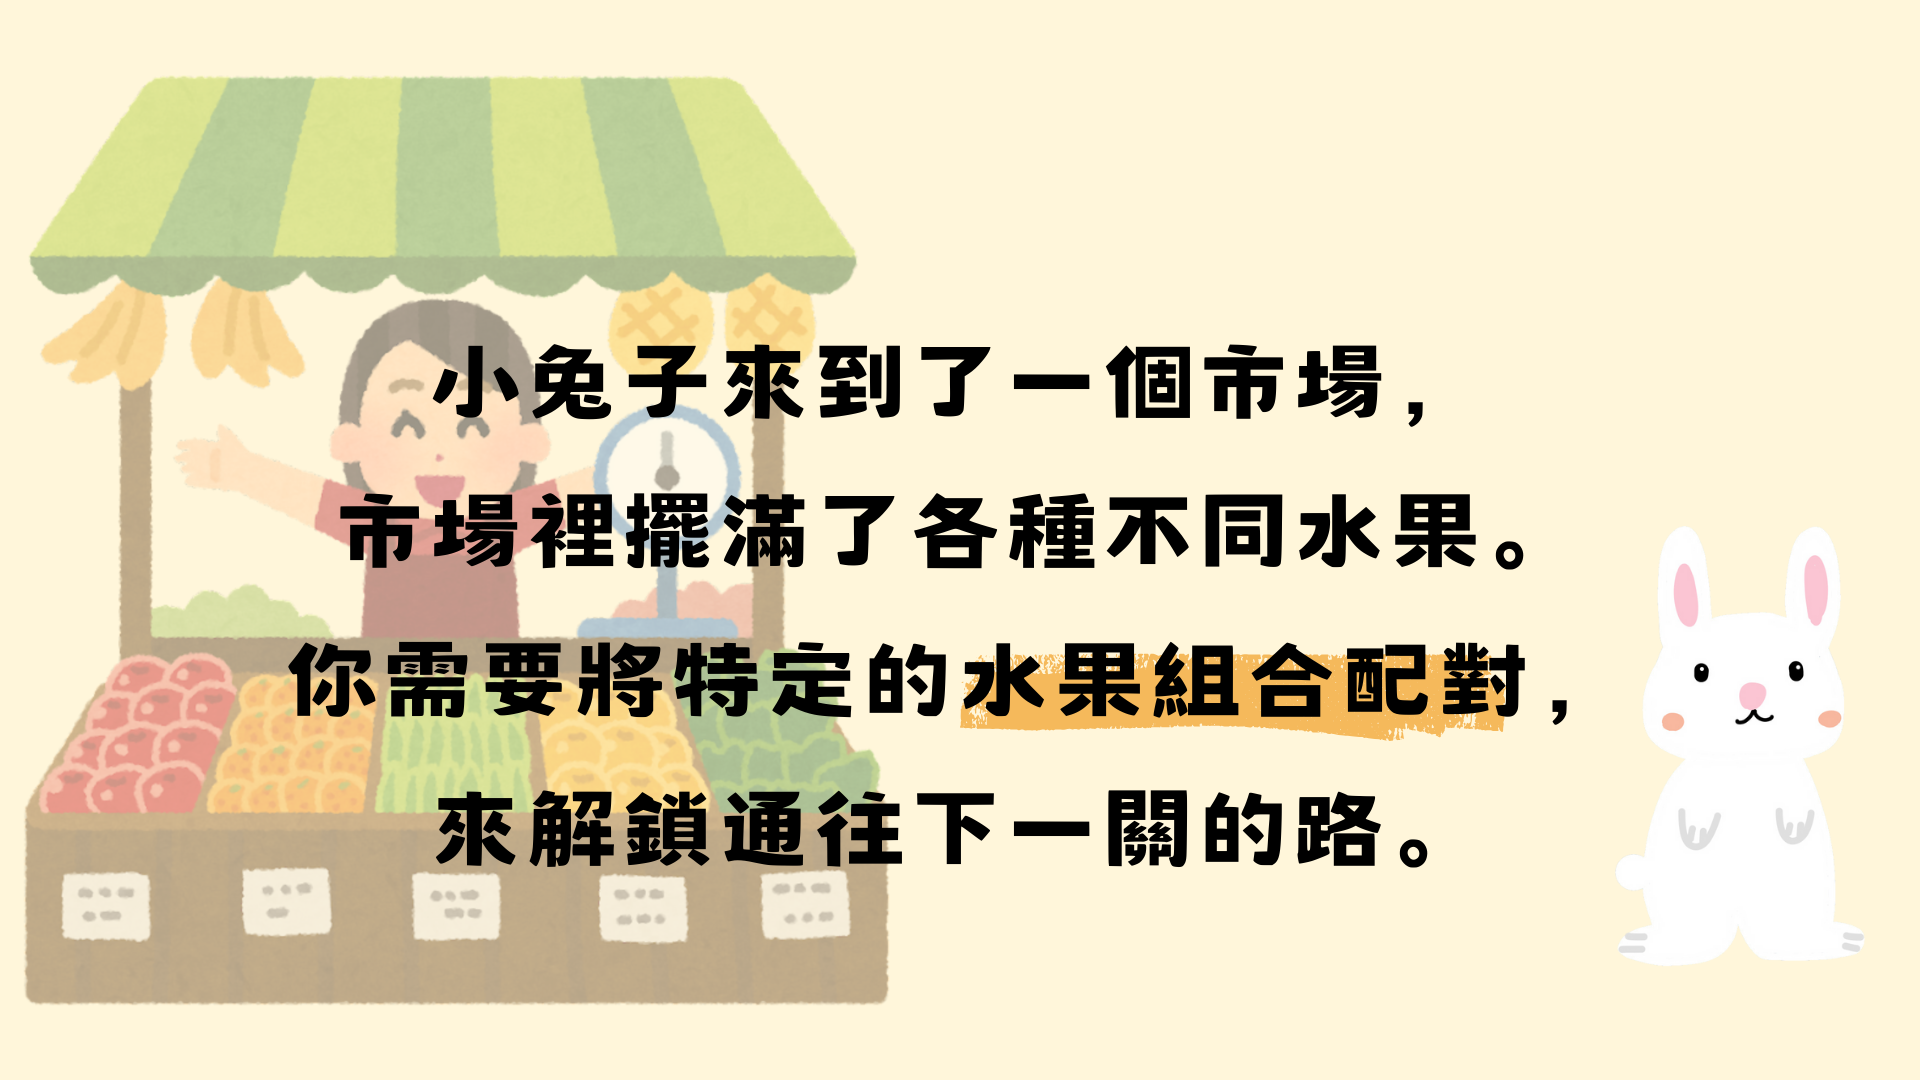 小兔子來到了一個市場，
市場裡擺滿了各種不同水果。
你需要將特定的水果組合配對，
來解鎖通往下一關的路。